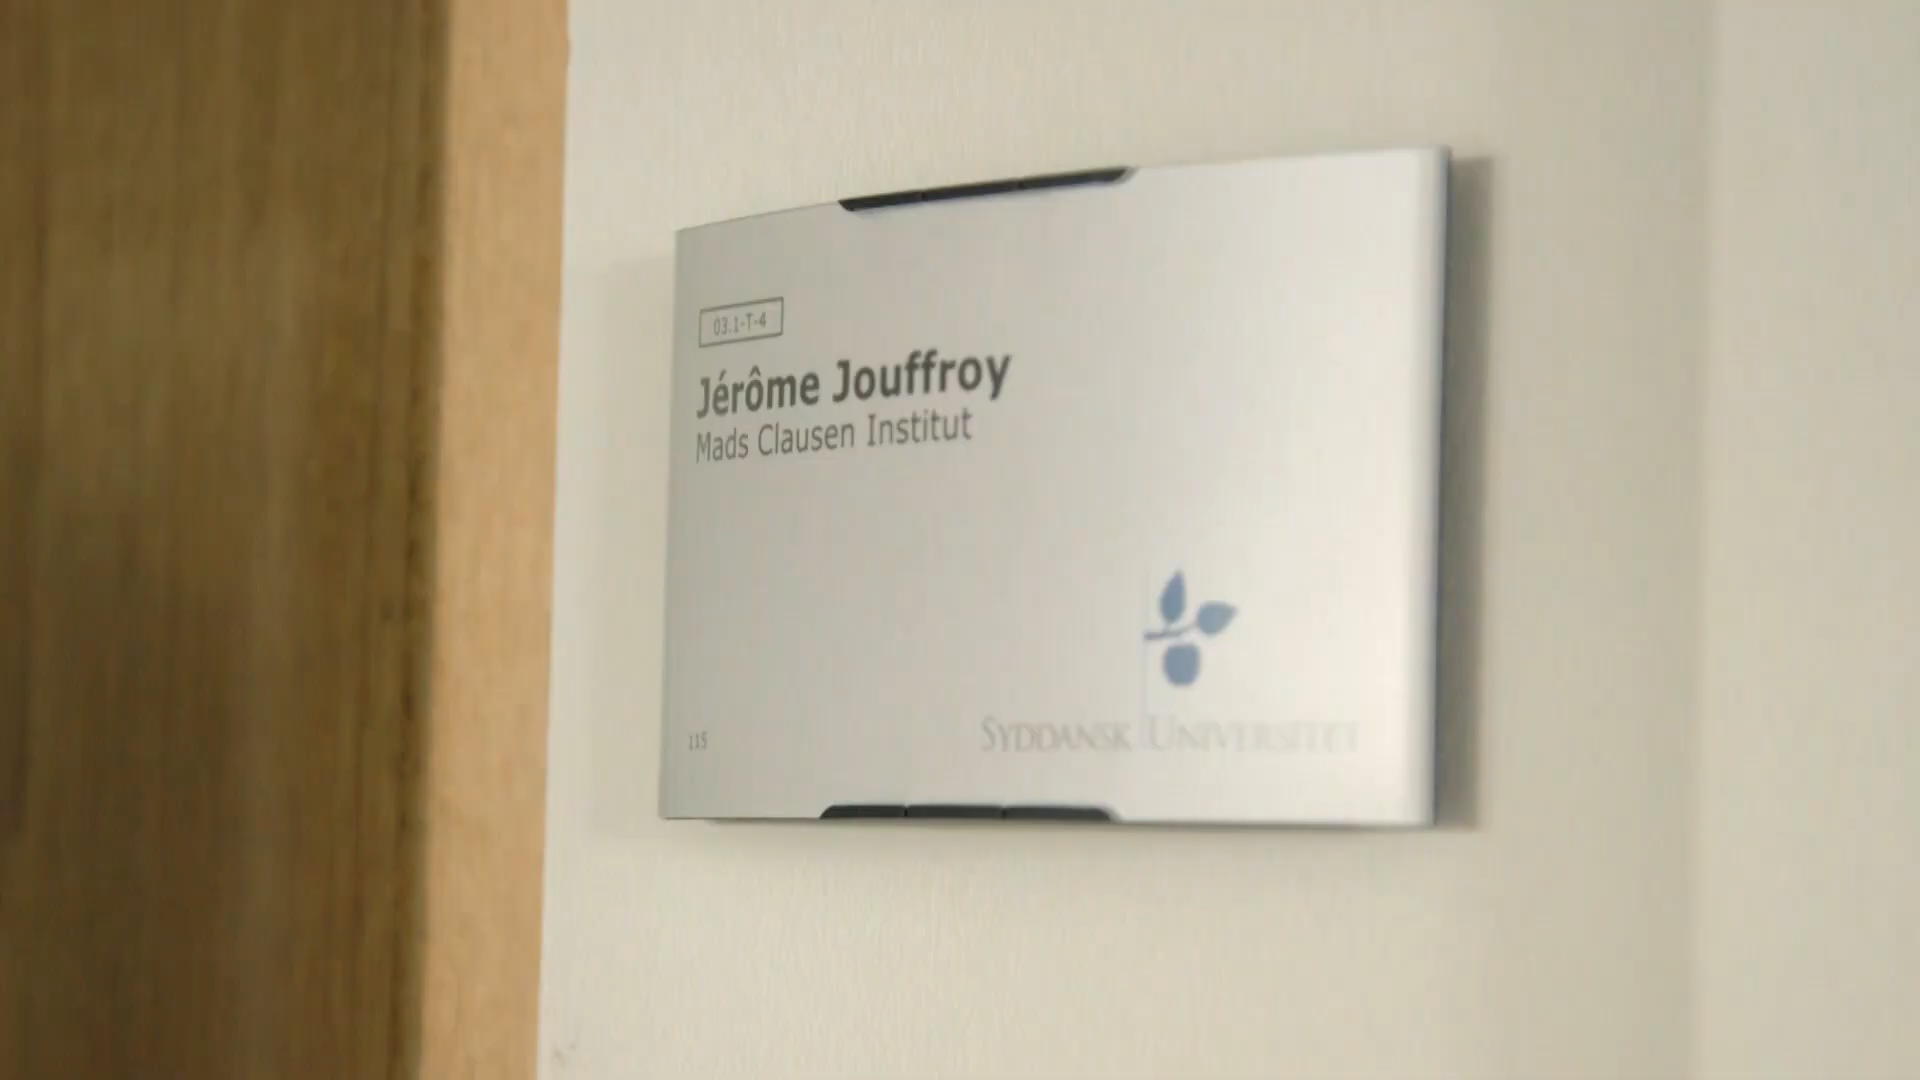 03.1-T-4
Jérôme Jouffroy
Mads Clausen Institut
115
SYDDANSK UNIVERSITET